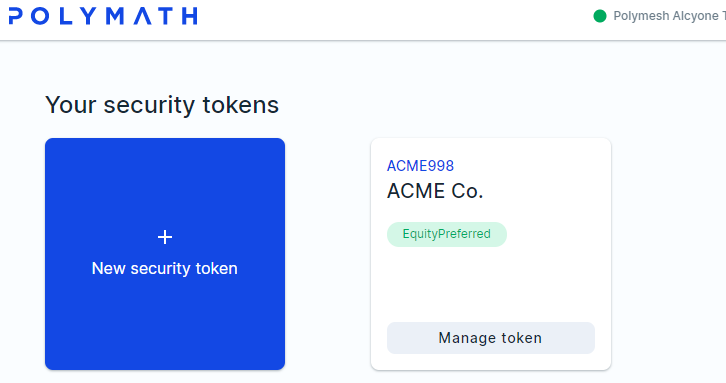 POLYMATH
Polymesh Alcyone T
Your security tokens
+
New security token
ACME998
ACME Co.
EquityPreferred
Manage token